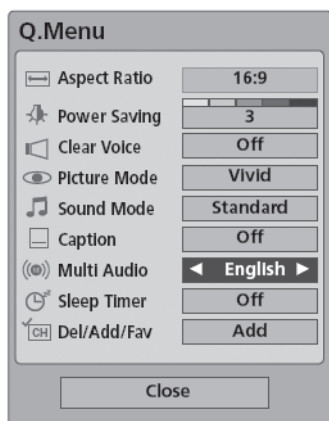 Q.Menu
Aspect Ratio 16:9
Power Saving 3
Clear Voice Off
Picture Mode Vivid
Sound Mode Standard
Caption Off
Multi Audio ◀ English ▶
Sleep Timer Off
CH Del/Add/Fav Add
Close